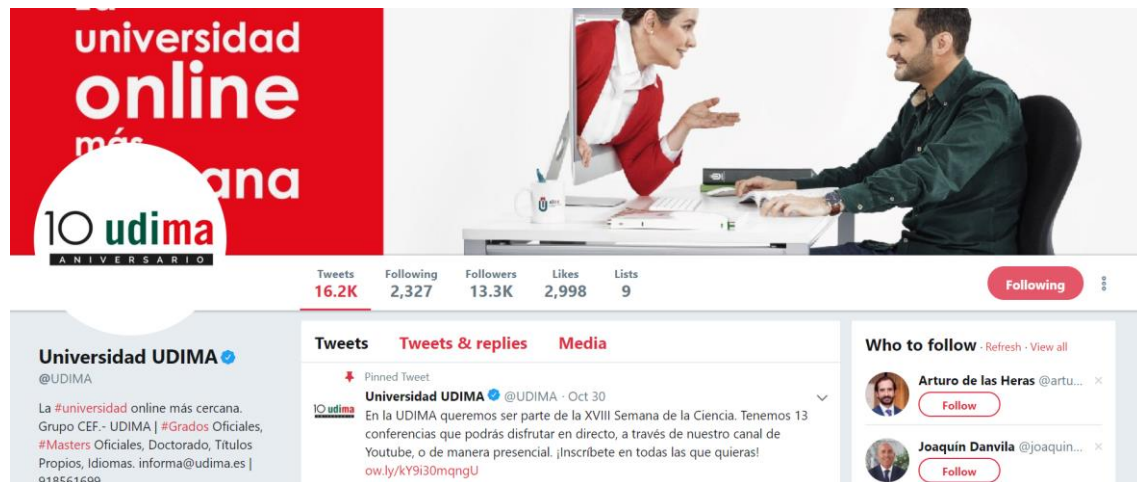 universidad
online
más
ana
10 udima
ANIVERSARIO
Tweets Following Followers Likes Lists
16.2K 2,327 13.3K 2,998 9
Following
Universidad UDIMA
@UDIMA
La #universidad online más cercana.
Grupo CEF.- UDIMA | #Grados Oficiales,
#Masters Oficiales, Doctorado, Títulos
Propios, Idiomas. informa@udima.es |
918561699
Tweets Tweets & replies Media
Pinned Tweet
Universidad UDIMA @UDIMA · Oct 30
10 udima
En la UDIMA queremos ser parte de la XVIII Semana de la Ciencia. Tenemos 13
conferencias que podrás disfrutar en directo, a través de nuestro canal de
Youtube, o de manera presencial. ¡Inscríbete en todas las que quieras!
ow.ly/kY9i30mqngU
Who to follow · Refresh · View all
Arturo de las Heras @artu...
Follow
Joaquín Danvila @joaquin...
Follow